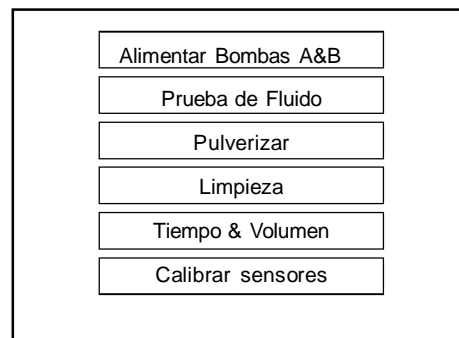 Alimentar Bombas A&B
Prueba de Fluido
Pulverizar
Limpieza
Tiempo & Volumen
Calibrar sensores